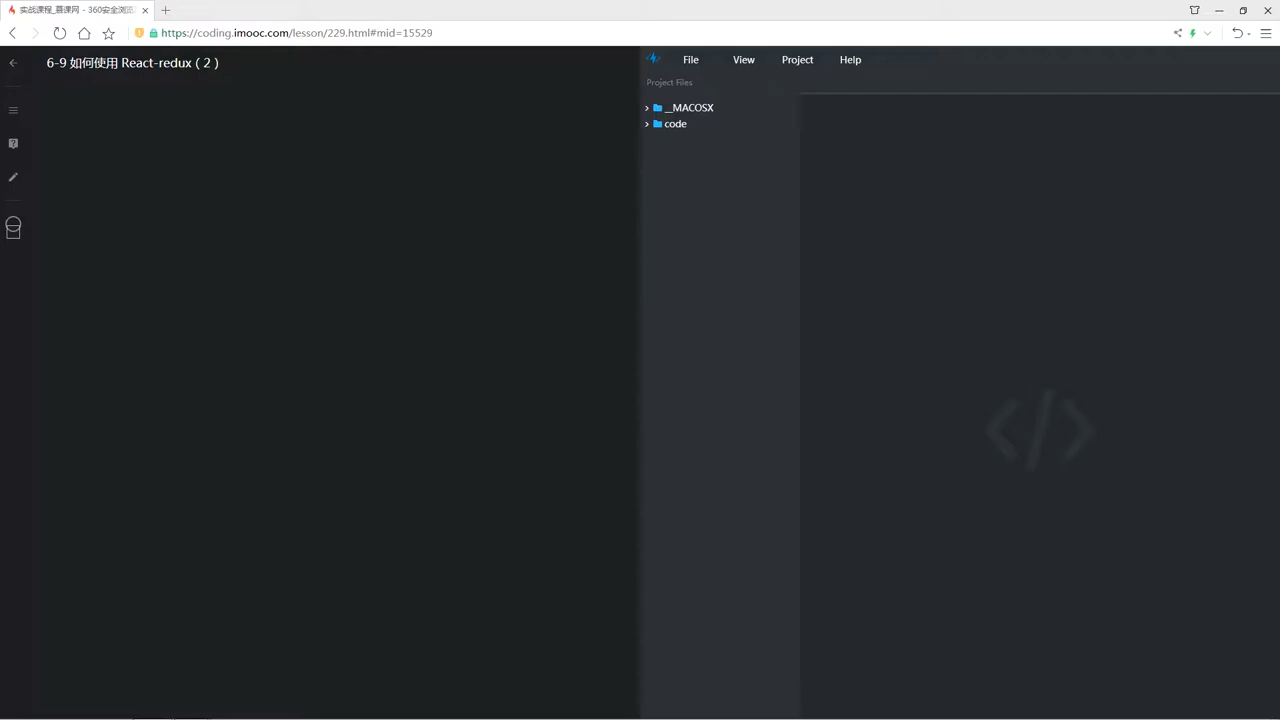 实战课程_慕课网 - 360安全浏览
https://coding.imooc.com/lesson/229.html#mid=15529
6-9 如何使用 React-redux ( 2 )
File View Project Help
Project Files
__MACOSX
code